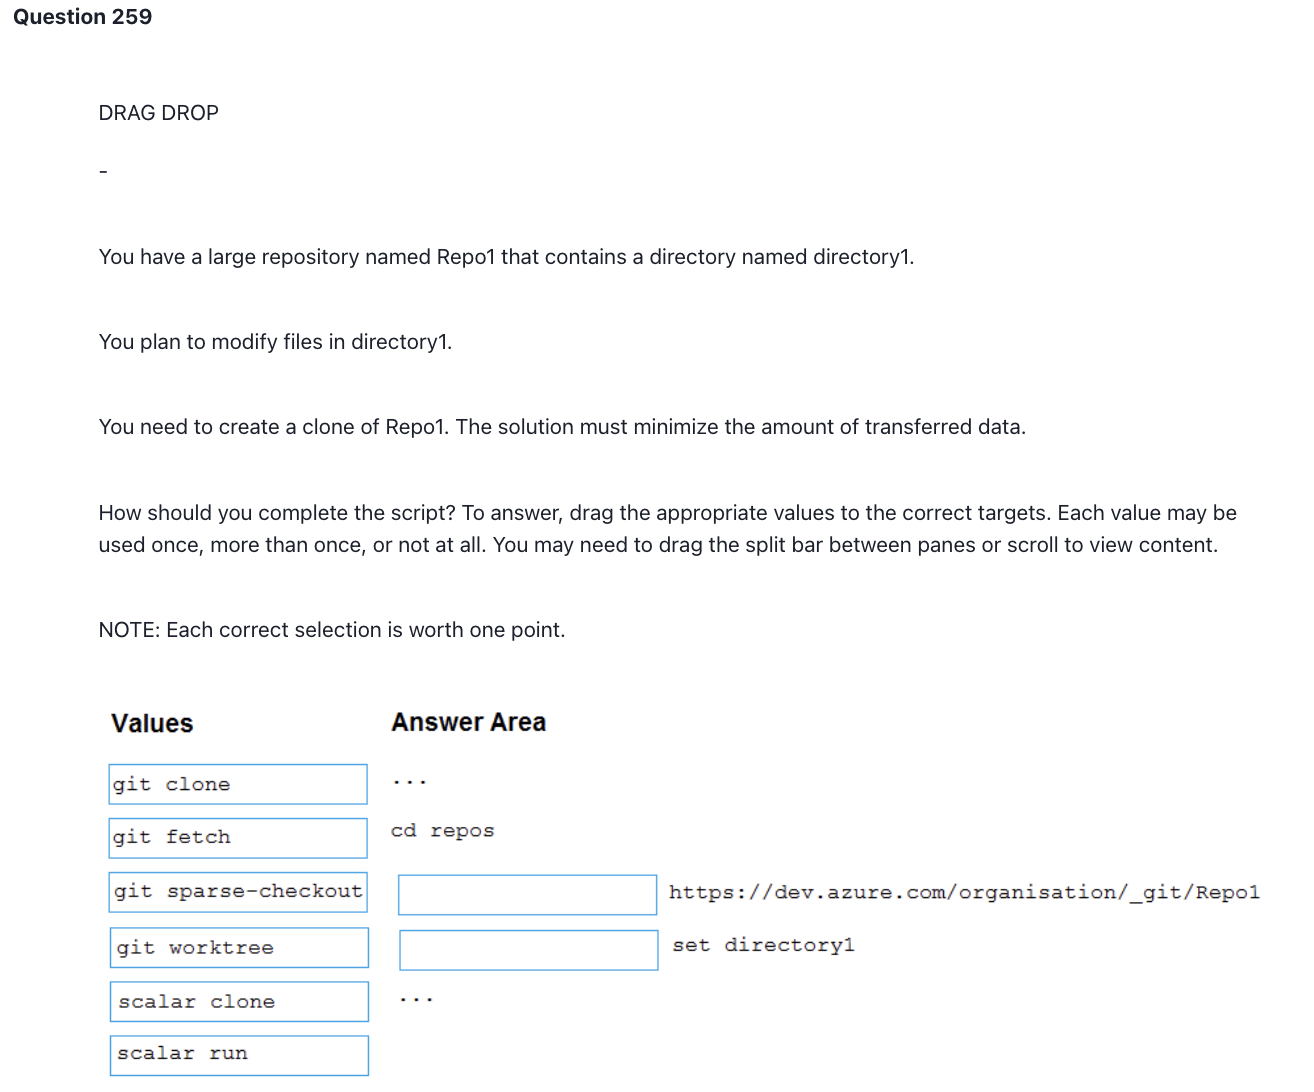 Question 259
DRAG DROP
-
You have a large repository named Repo1 that contains a directory named directory1.
You plan to modify files in directory1.
You need to create a clone of Repo1. The solution must minimize the amount of transferred data.
How should you complete the script? To answer, drag the appropriate values to the correct targets. Each value may be
used once, more than once, or not at all. You may need to drag the split bar between panes or scroll to view content.
NOTE: Each correct selection is worth one point.
Values
git clone
git fetch
git sparse-checkout
git worktree
scalar clone
scalar run
Answer Area
...
cd repos
https://dev.azure.com/organisation/_git/Repo1
set directory1
...